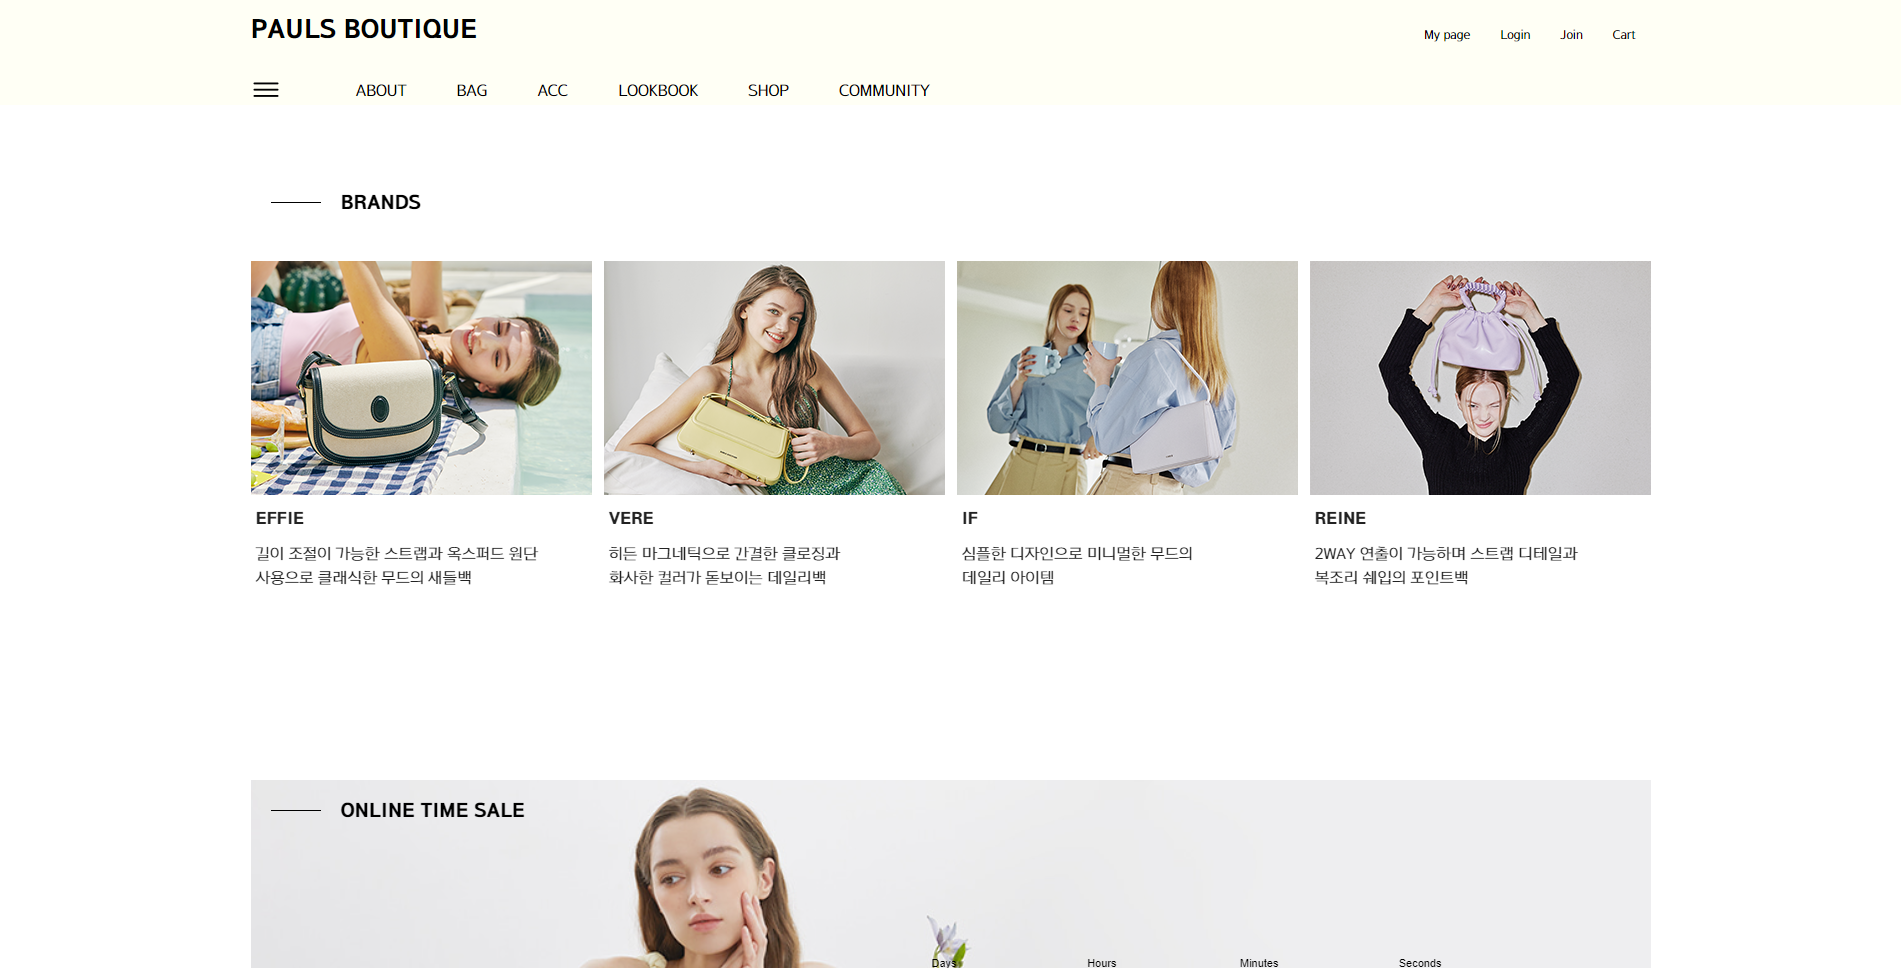 PAULS BOUTIQUE
My page Login Join Cart
ABOUT BAG ACC LOOKBOOK SHOP COMMUNITY
BRANDS
EFFIE
길이 조절이 가능한 스트랩과 옥스퍼드 원단
사용으로 클래식한 무드의 새들백
VERE
히든 마그네틱으로 간결한 클로징과
화사한 컬러가 돋보이는 데일리백
IF
심플한 디자인으로 미니멀한 무드의
데일리 아이템
REINE
2WAY 연출이 가능하며 스트랩 디테일과
복조리 쉐입의 포인트백
ONLINE TIME SALE
Days Hours Minutes Seconds